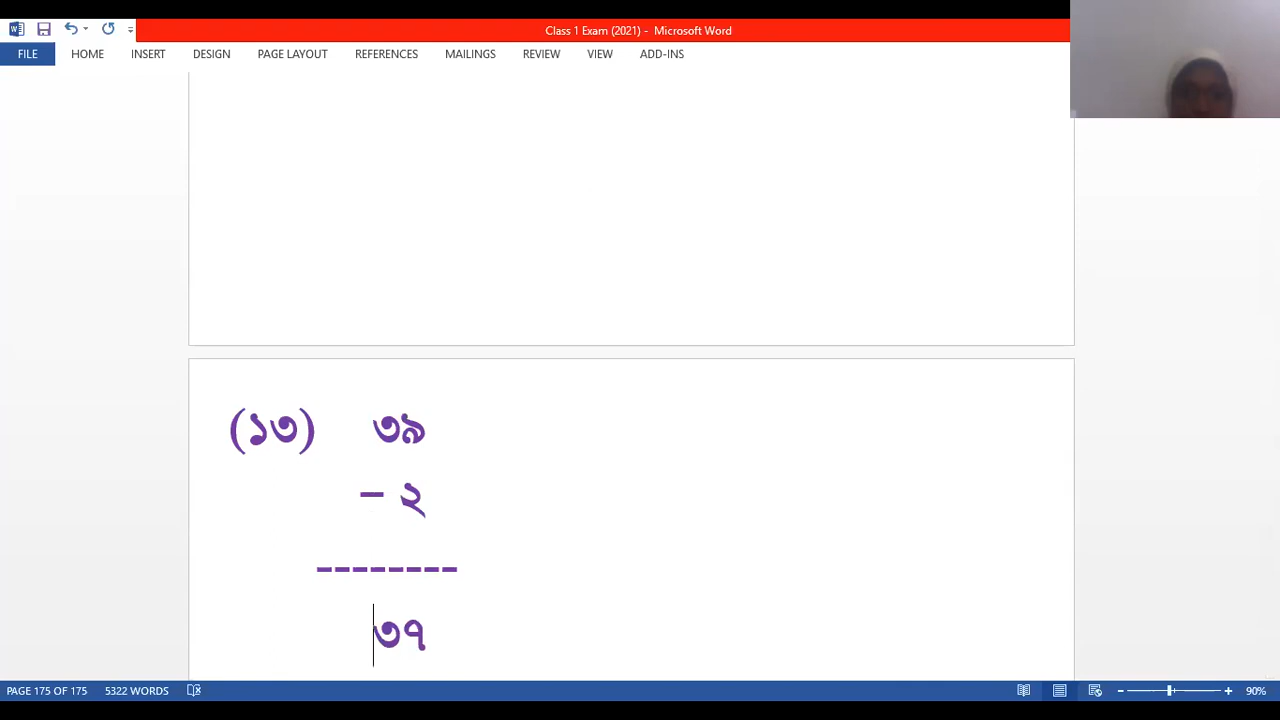 Class 1 Exam (2021) - Microsoft Word
FILE HOME INSERT DESIGN PAGE LAYOUT REFERENCES MAILINGS REVIEW VIEW ADD-INS
(১৩) ৩৯
– ২
--------
৩৭
PAGE 175 OF 175 5322 WORDS 90%